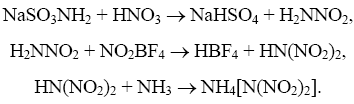 NaSO₃NH₂ + HNO₃ → NaHSO₄ + H₂NNO₂,
H₂NNO₂ + NO₂BF₄ → HBF₄ + HN(NO₂)₂,
HN(NO₂)₂ + NH₃ → NH₄[N(NO₂)₂].